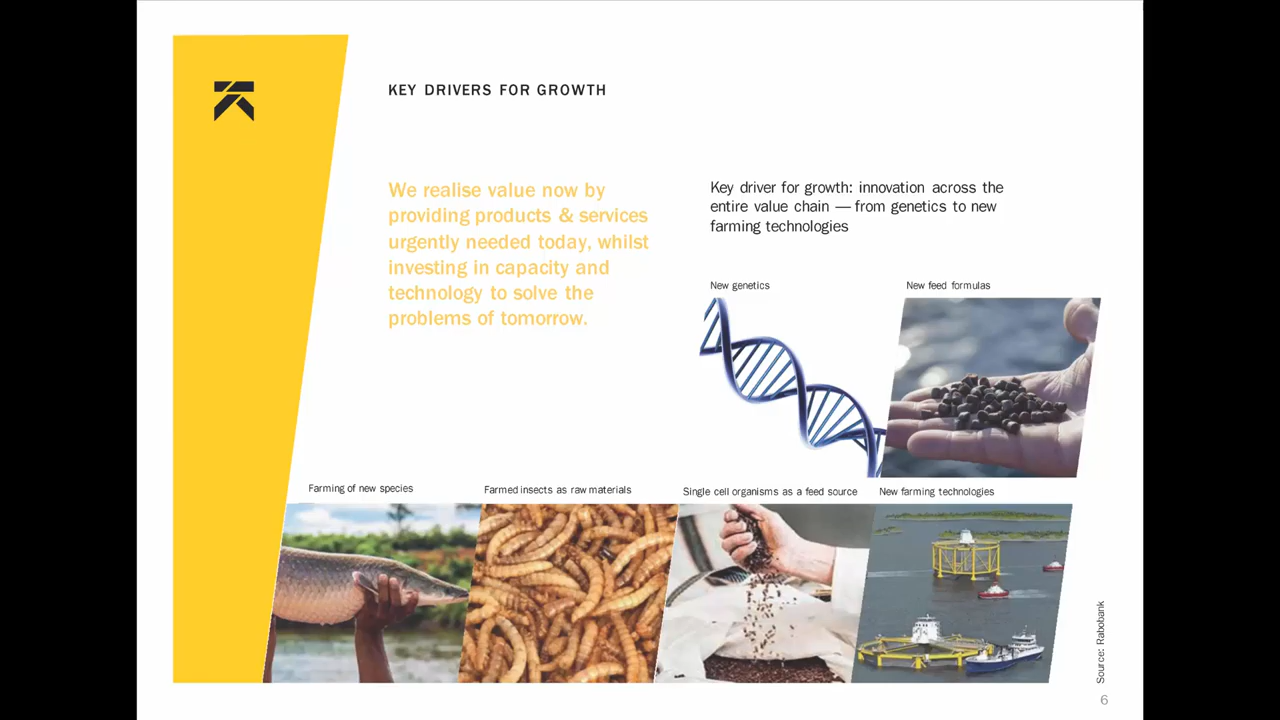 KEY DRIVERS FOR GROWTH
We realise value now by
providing products & services
urgently needed today, whilst
investing in capacity and
technology to solve the
problems of tomorrow.
Key driver for growth: innovation across the
entire value chain — from genetics to new
farming technologies
New genetics
New feed formulas
Farming of new species
Farmed insects as raw materials
Single cell organisms as a feed source
New farming technologies
Source: Rabobank
6